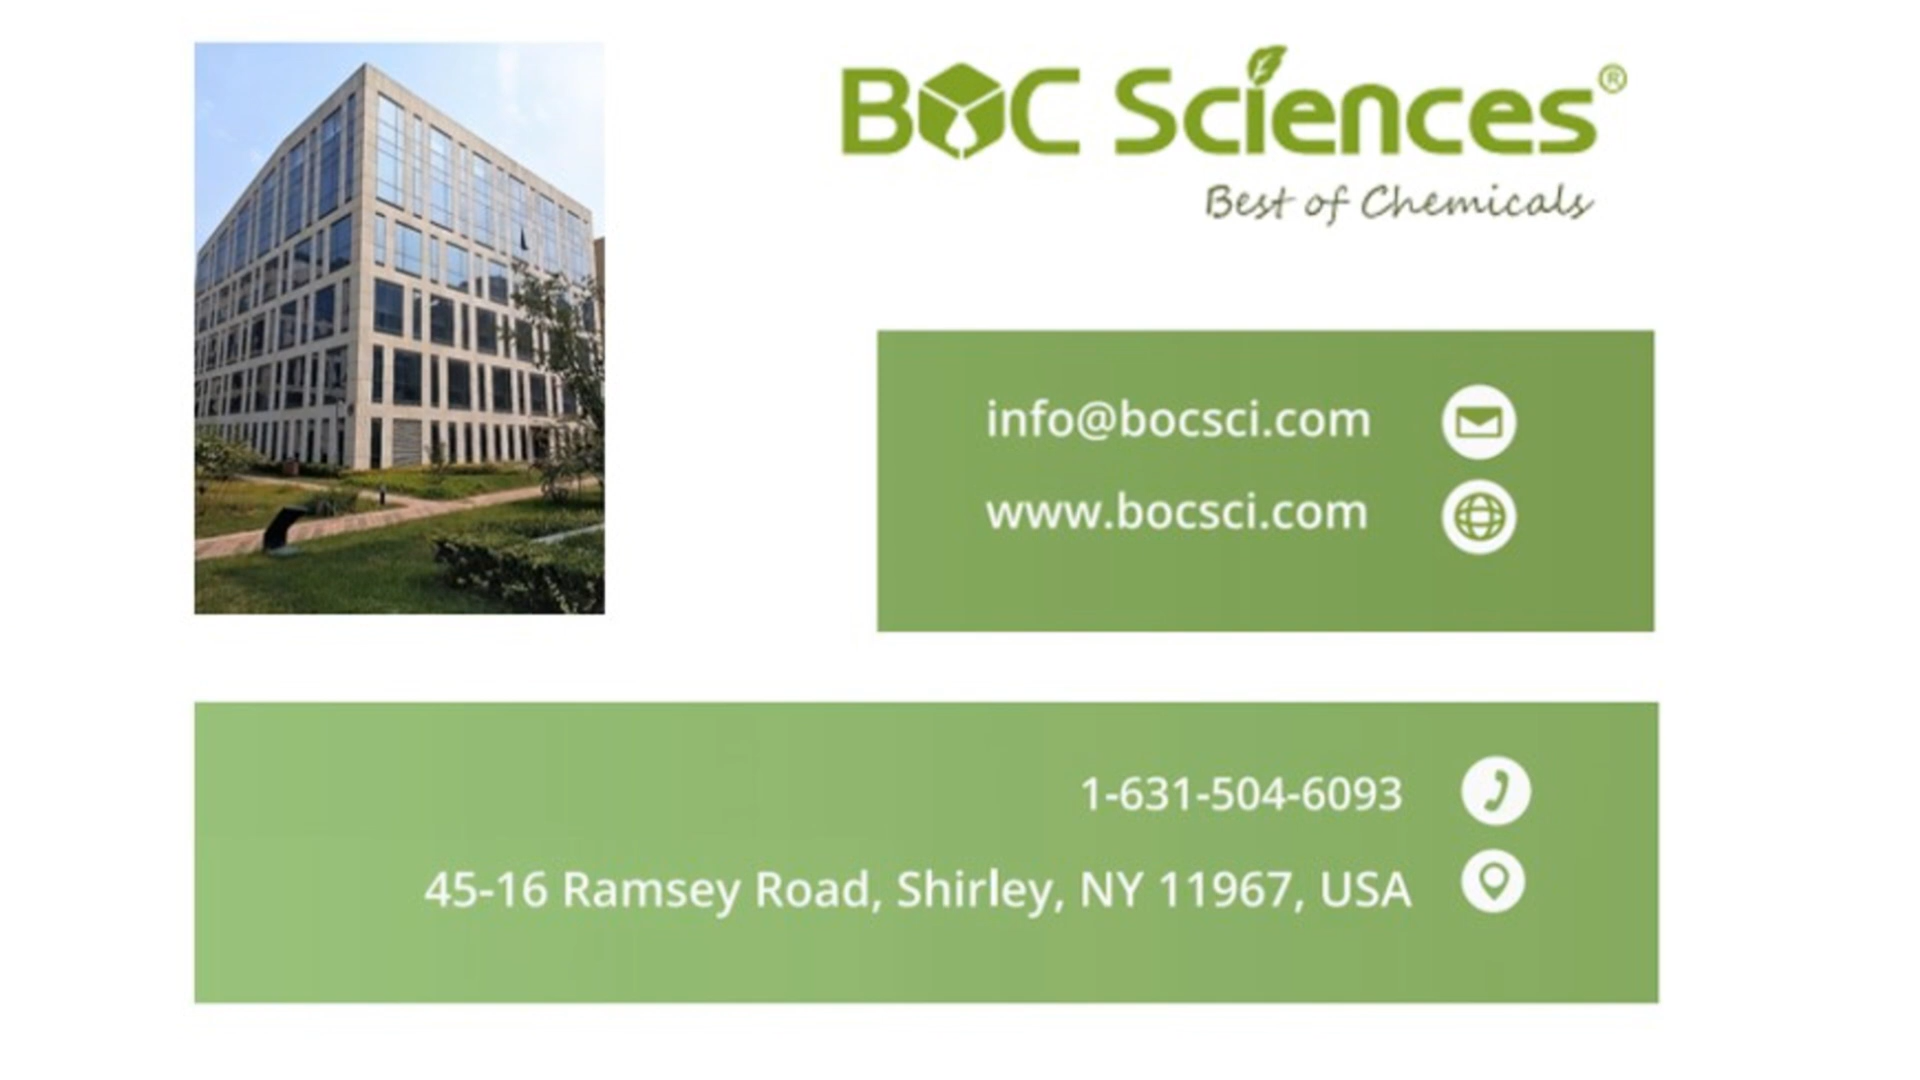 BOC Sciences®
Best of Chemicals
info@bocsci.com
www.bocsci.com
1-631-504-6093
45-16 Ramsey Road, Shirley, NY 11967, USA